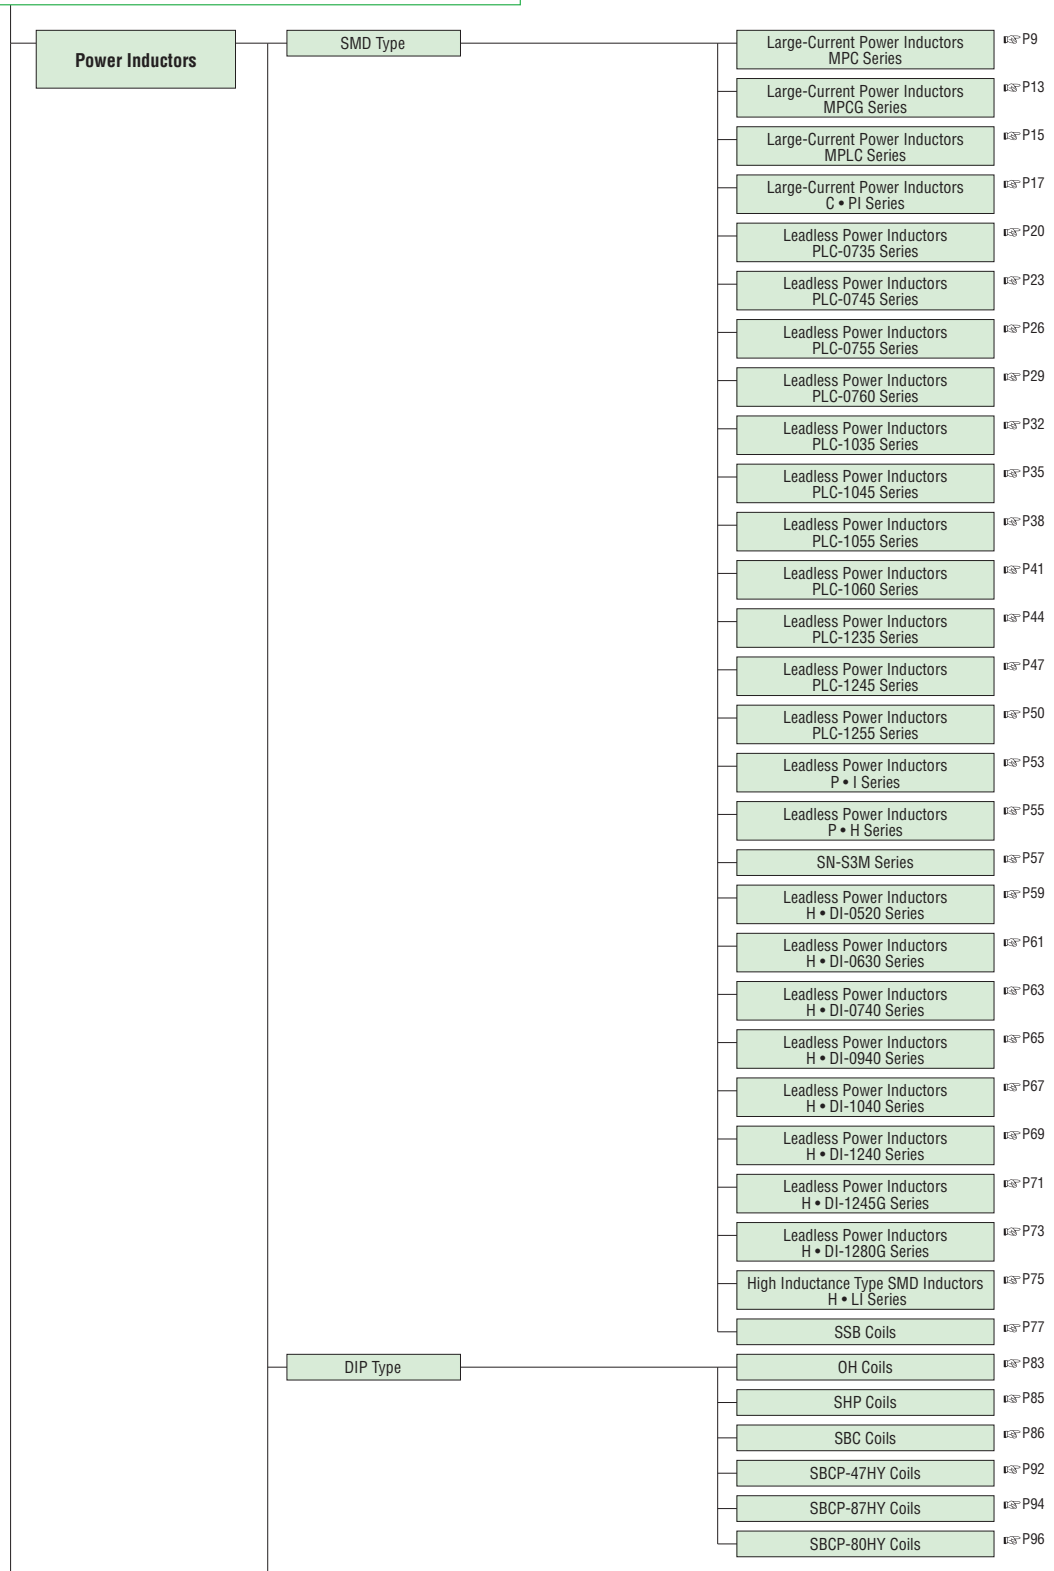 Power Inductors
SMD Type
Large-Current Power Inductors
MPC Series
☞P9
Large-Current Power Inductors
MPCG Series
☞P13
Large-Current Power Inductors
MPLC Series
☞P15
Large-Current Power Inductors
C • PI Series
☞P17
Leadless Power Inductors
PLC-0735 Series
☞P20
Leadless Power Inductors
PLC-0745 Series
☞P23
Leadless Power Inductors
PLC-0755 Series
☞P26
Leadless Power Inductors
PLC-0760 Series
☞P29
Leadless Power Inductors
PLC-1035 Series
☞P32
Leadless Power Inductors
PLC-1045 Series
☞P35
Leadless Power Inductors
PLC-1055 Series
☞P38
Leadless Power Inductors
PLC-1060 Series
☞P41
Leadless Power Inductors
PLC-1235 Series
☞P44
Leadless Power Inductors
PLC-1245 Series
☞P47
Leadless Power Inductors
PLC-1255 Series
☞P50
Leadless Power Inductors
P • I Series
☞P53
Leadless Power Inductors
P • H Series
☞P55
SN-S3M Series
☞P57
Leadless Power Inductors
H • DI-0520 Series
☞P59
Leadless Power Inductors
H • DI-0630 Series
☞P61
Leadless Power Inductors
H • DI-0740 Series
☞P63
Leadless Power Inductors
H • DI-0940 Series
☞P65
Leadless Power Inductors
H • DI-1040 Series
☞P67
Leadless Power Inductors
H • DI-1240 Series
☞P69
Leadless Power Inductors
H • DI-1245G Series
☞P71
Leadless Power Inductors
H • DI-1280G Series
☞P73
High Inductance Type SMD Inductors
H • LI Series
☞P75
SSB Coils
☞P77
DIP Type
OH Coils
☞P83
SHP Coils
☞P85
SBC Coils
☞P86
SBCP-47HY Coils
☞P92
SBCP-87HY Coils
☞P94
SBCP-80HY Coils
☞P96